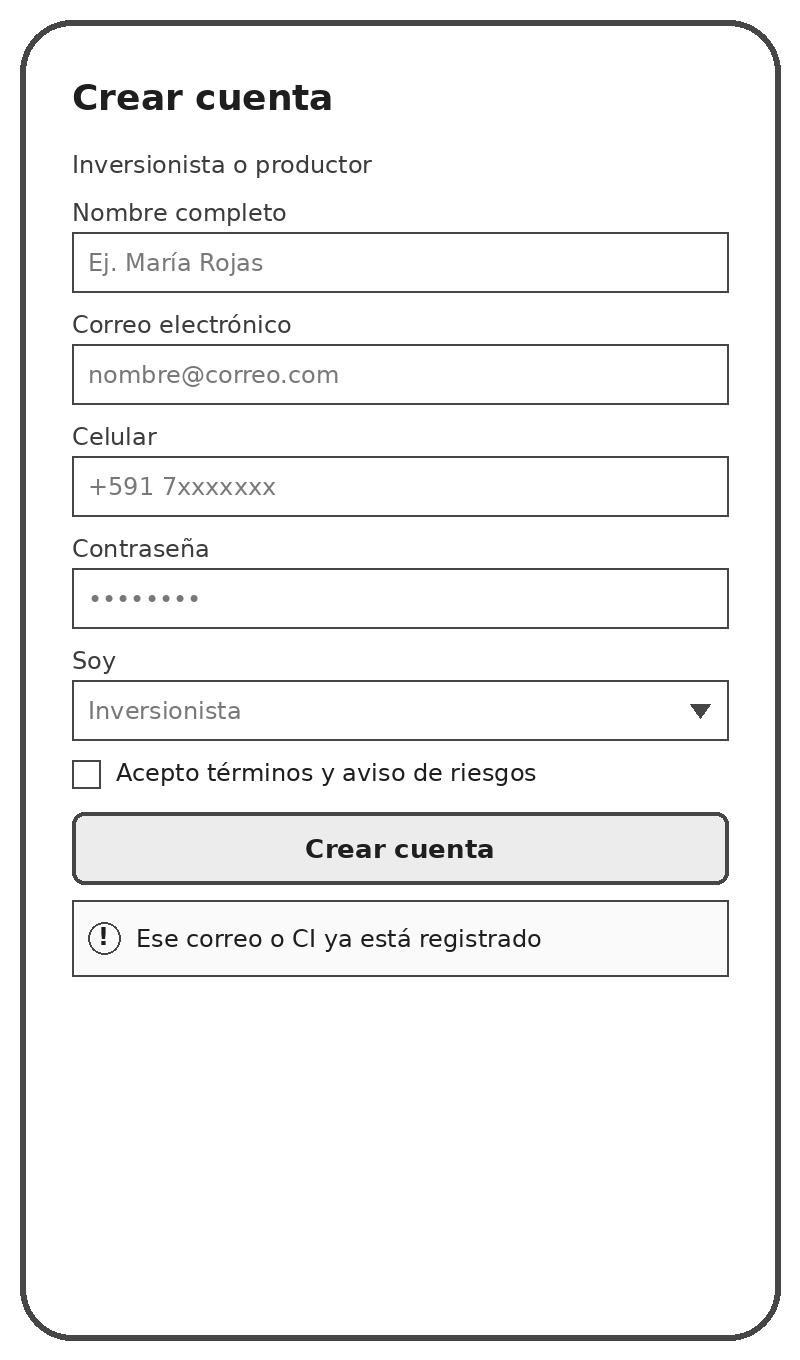 Crear cuenta
Inversionista o productor
Nombre completo
Ej. María Rojas
Correo electrónico
nombre@correo.com
Celular
+591 7xxxxxxx
Contraseña
••••••••
Soy
Inversionista
Acepto términos y aviso de riesgos
Crear cuenta
! Ese correo o CI ya está registrado